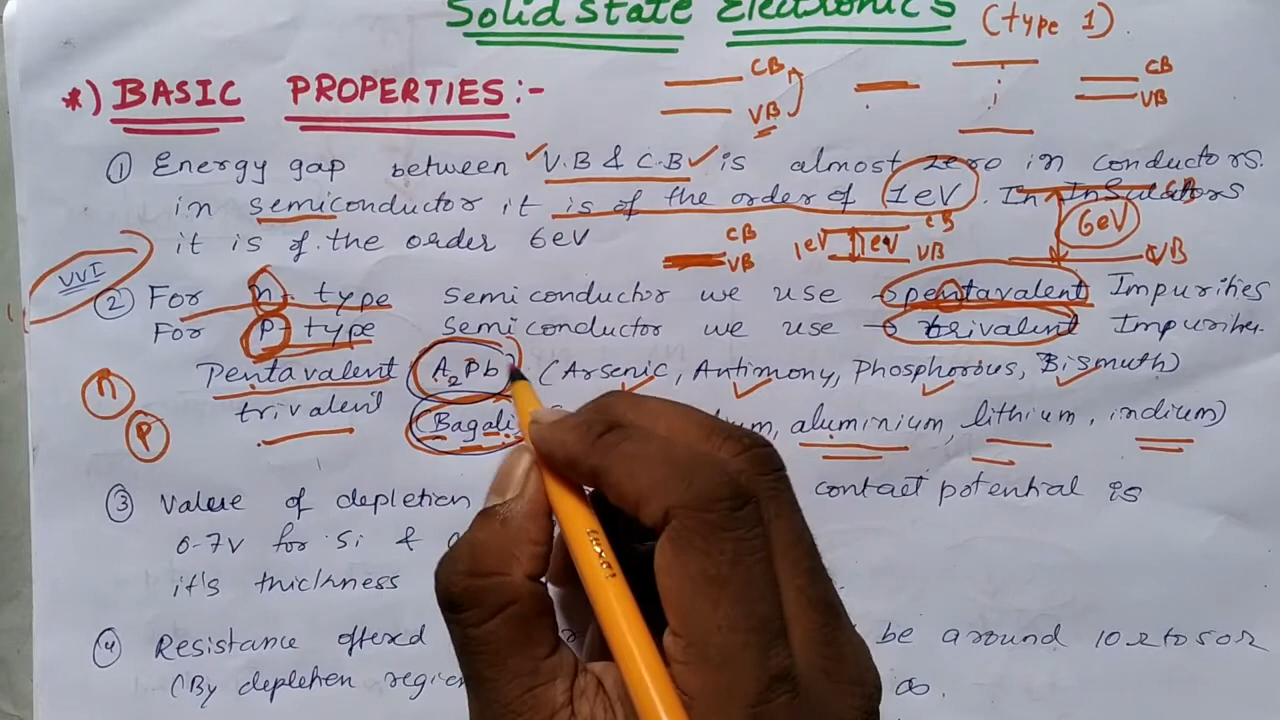 Solid state Electronics (type 1).
*) BASIC PROPERTIES:-
CB
VB
CB
VB
① Energy gap between V.B & C.B is almost zero in conductors.
in semiconductor it is of the order of 1eV. In Insulators
it is of the order 6eV
CB
VB
1eV
1eV
CB
VB
CB
6eV
VB
VVI
② For n - type semiconductor we use → pentavalent Impurities
For P - type semiconductor we use → trivalent Impurities
n
Pentavalent A2Pb (Arsenic, Antimony, Phosphorous, Bismuth)
P
trivalent Bagali aluminium, lithium, indium)
③ Value of depletion contact potential is
0.7V for Si &
it's thickness
④ Resistance offered be around 10Ω to 50Ω
(By depletion region ∞.